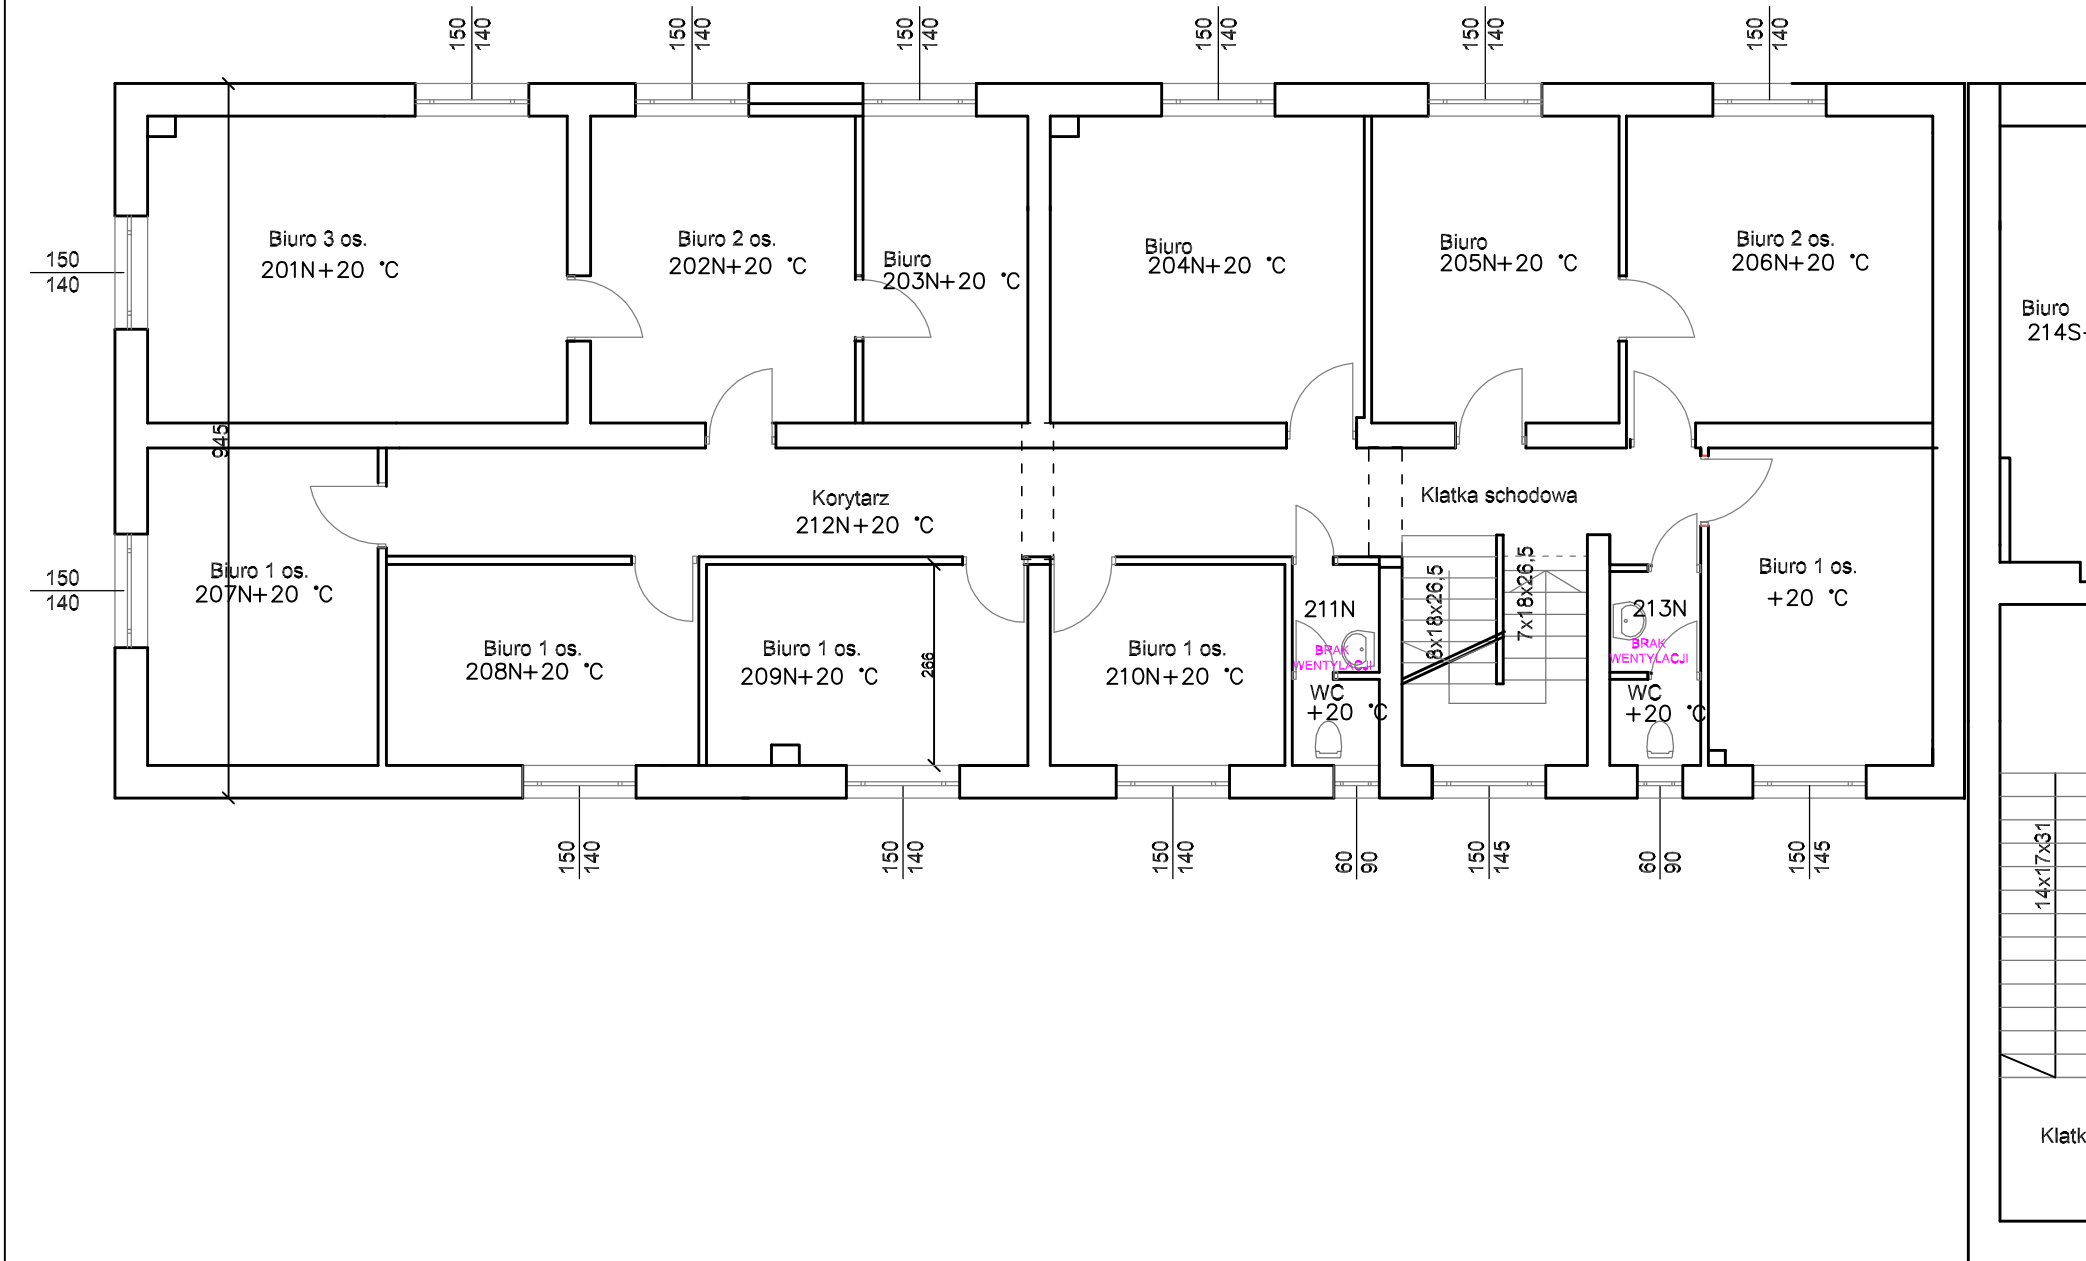 150
140
150
140
150
140
150
140
150
140
150
140
Biuro 3 os.
201N+20 °C
Biuro 2 os.
202N+20 °C
Biuro
203N+20 °C
Biuro
204N+20 °C
Biuro
205N+20 °C
Biuro 2 os.
206N+20 °C
150
140
Biuro
214S-
945
Korytarz
212N+20 °C
Klatka schodowa
150
140
Biuro 1 os.
207N+20 °C
Biuro 1 os.
208N+20 °C
Biuro 1 os.
209N+20 °C
266
Biuro 1 os.
210N+20 °C
211N
BRAK
WENTYLACJI
WC
+20 °C
8x18x26,5
7x18x26,5
213N
BRAK
WENTYLACJI
WC
+20 °C
Biuro 1 os.
+20 °C
150
140
150
140
150
140
60
90
150
145
60
90
150
145
14x17x31
Klatk